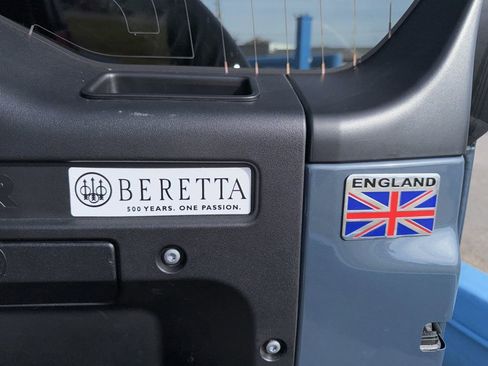 BERETTA
500 YEARS. ONE PASSION.
ENGLAND